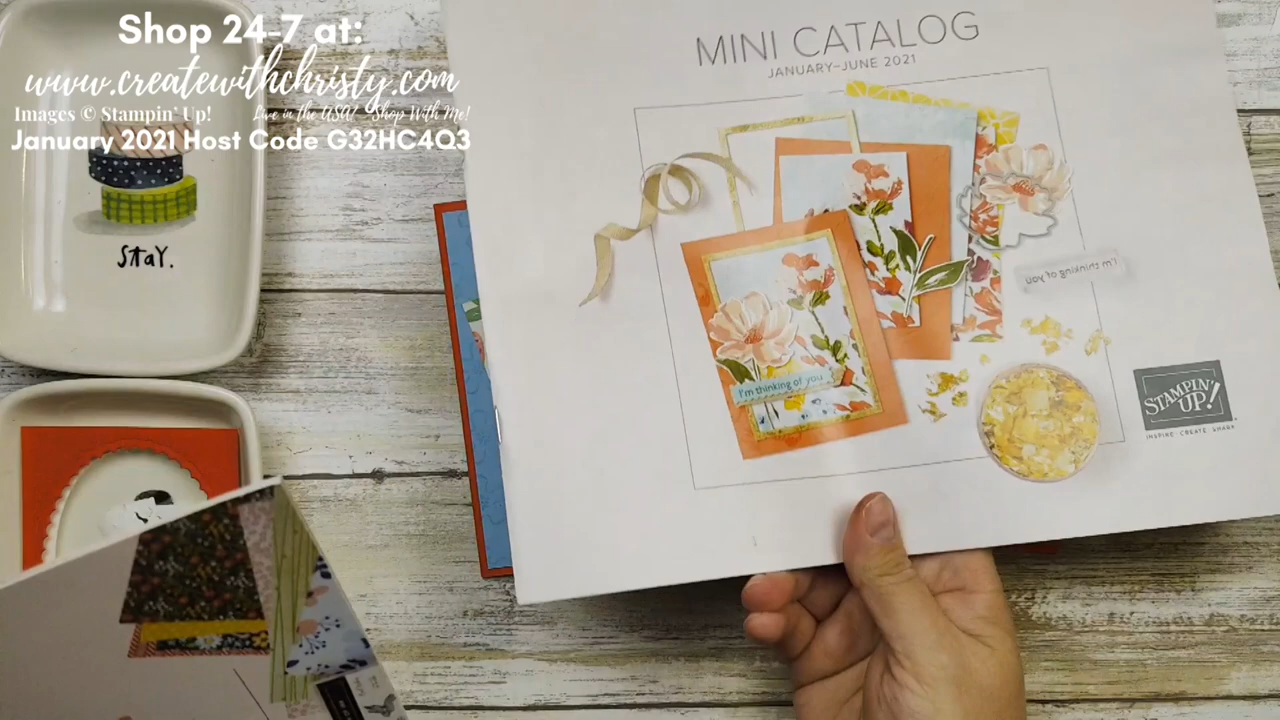 Shop 24-7 at:
www.createwithchristy.com
Images © Stampin' Up! Live in the USA? Shop With Me!
January 2021 Host Code G32HC4Q3
STAY.
MINI CATALOG
JANUARY–JUNE 2021
I'm thinking of you
I'm thinking of you
STAMPIN' UP!
INSPIRE · CREATE · SHARE